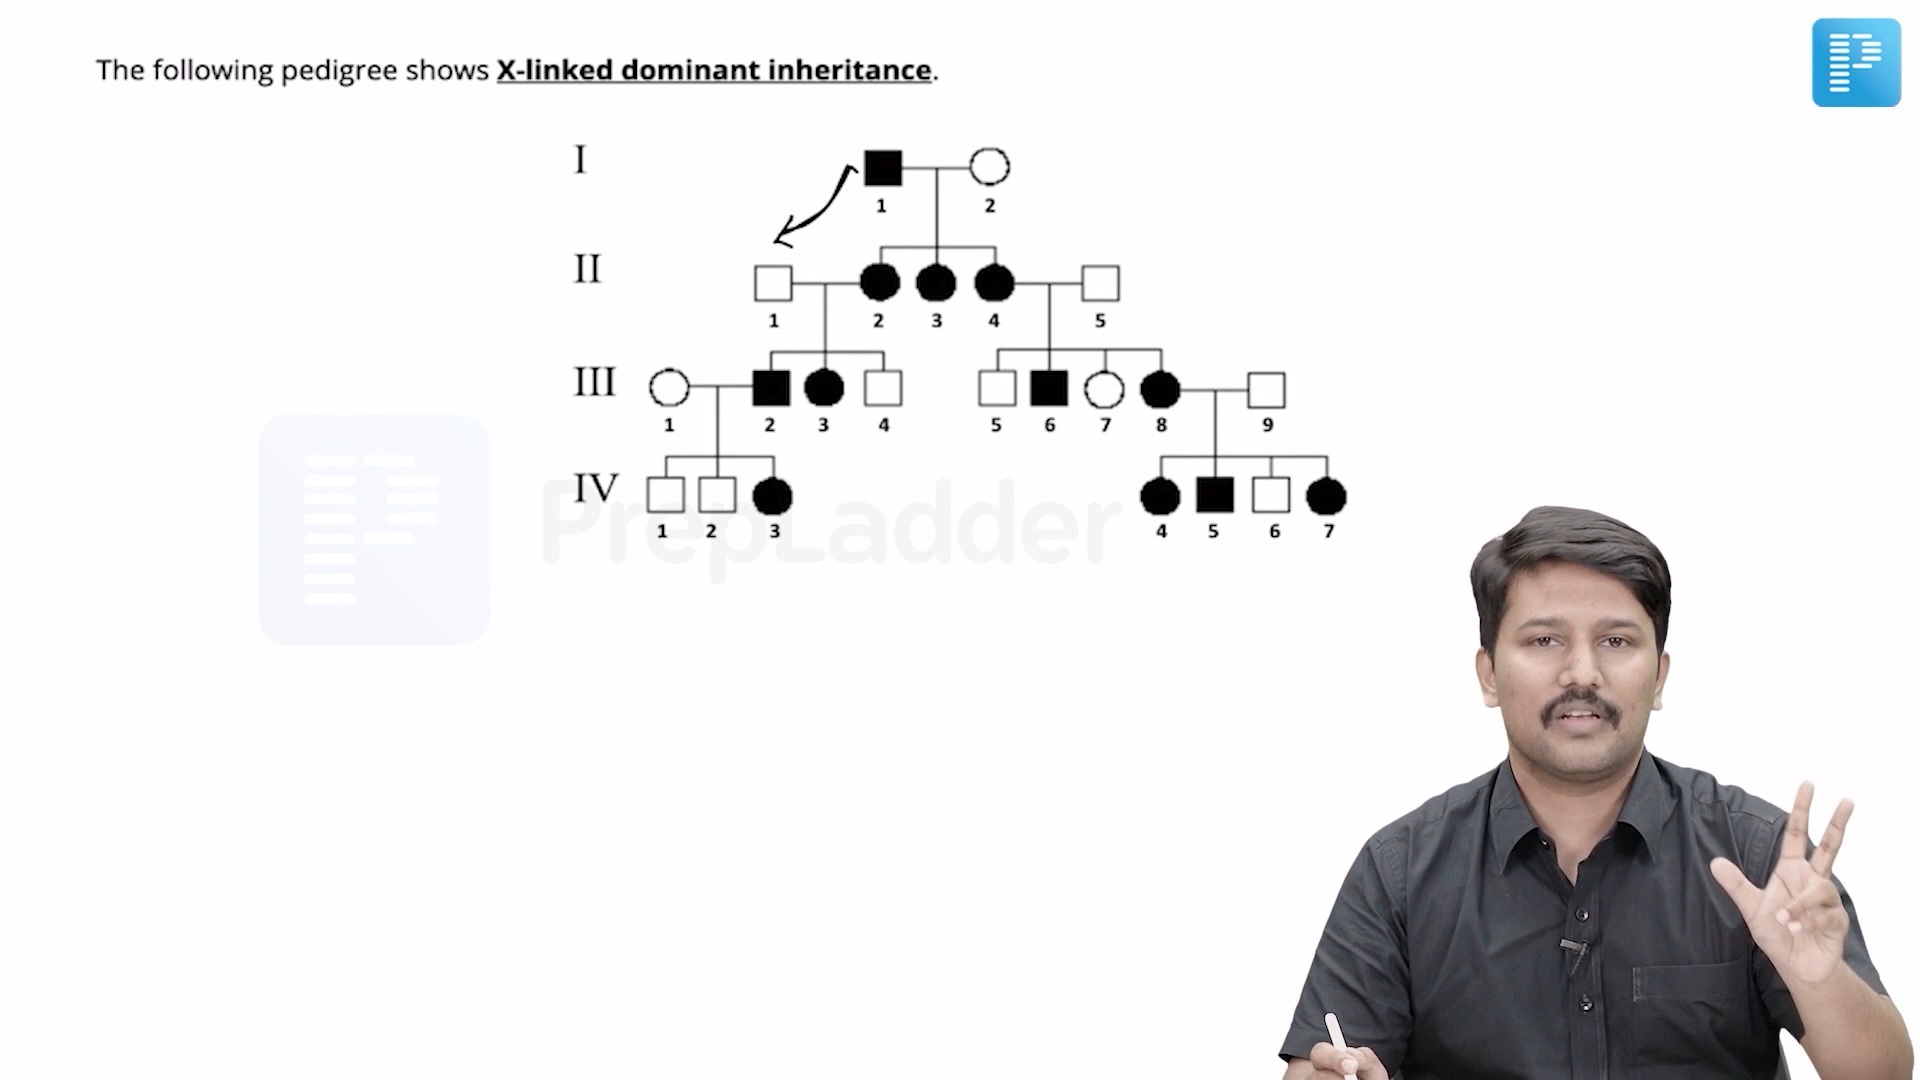 The following pedigree shows X-linked dominant inheritance.
I
1 2
II
1 2 3 4 5
III
1 2 3 4 5 6 7 8 9
IV
1 2 3 4 5 6 7
PrepLadder